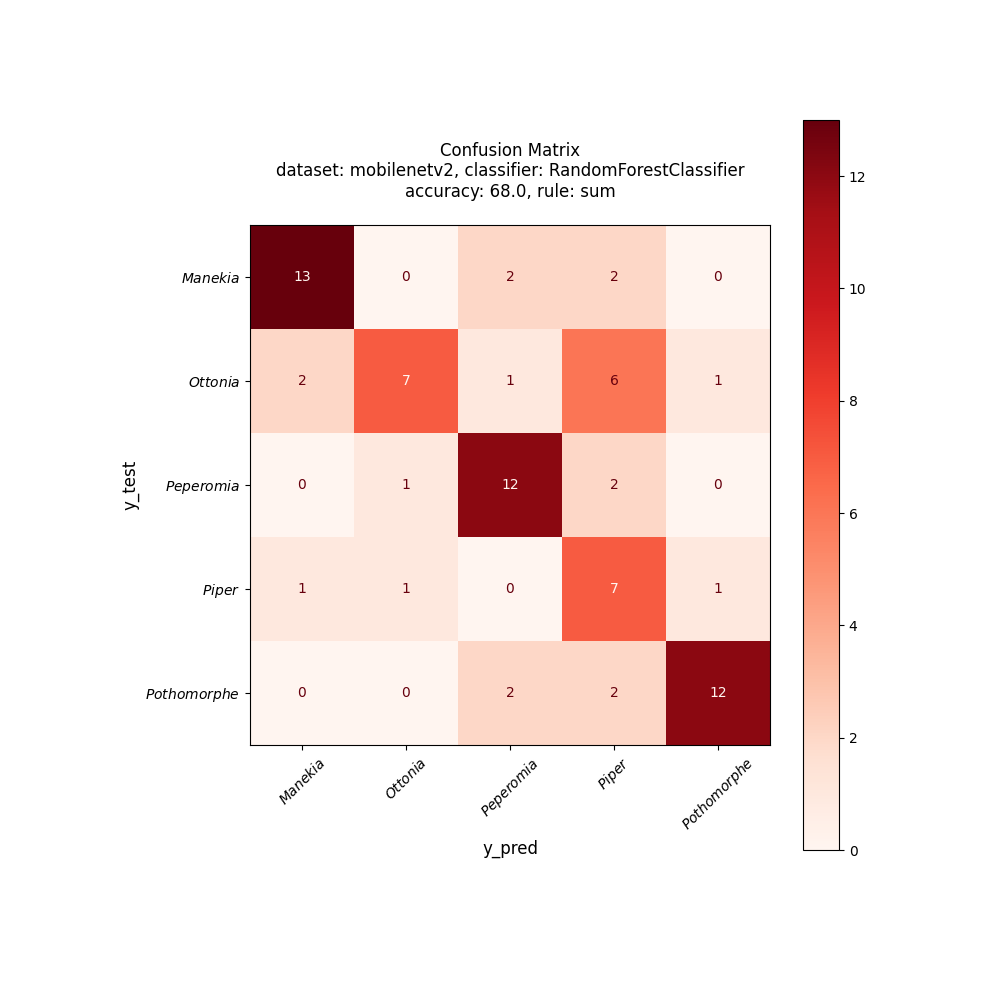 Confusion Matrix
dataset: mobilenetv2, classifier: RandomForestClassifier
accuracy: 68.0, rule: sum
12
10
8
6
4
2
0
y_test
Manekia 13 0 2 2 0
Ottonia 2 7 1 6 1
Peperomia 0 1 12 2 0
Piper 1 1 0 7 1
Pothomorphe 0 0 2 2 12
Manekia Ottonia Peperomia Piper Pothomorphe
y_pred